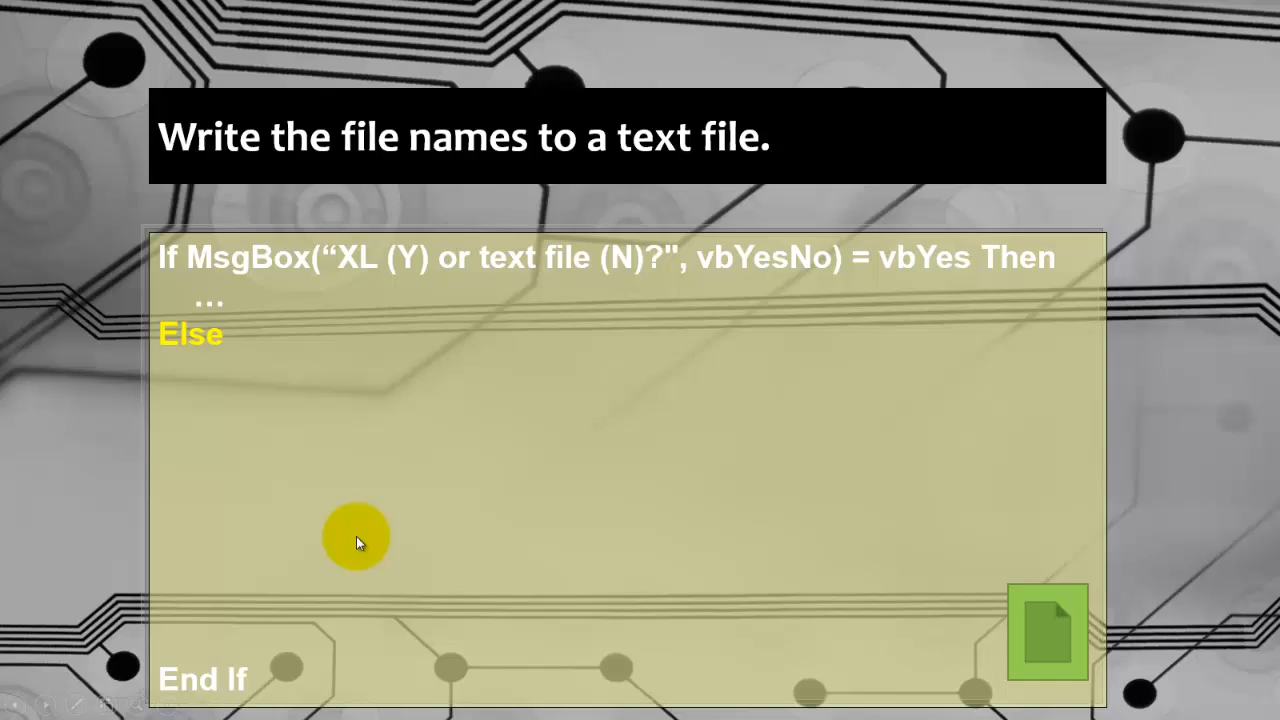 Write the file names to a text file.
If MsgBox(“XL (Y) or text file (N)?", vbYesNo) = vbYes Then
…
Else
End If